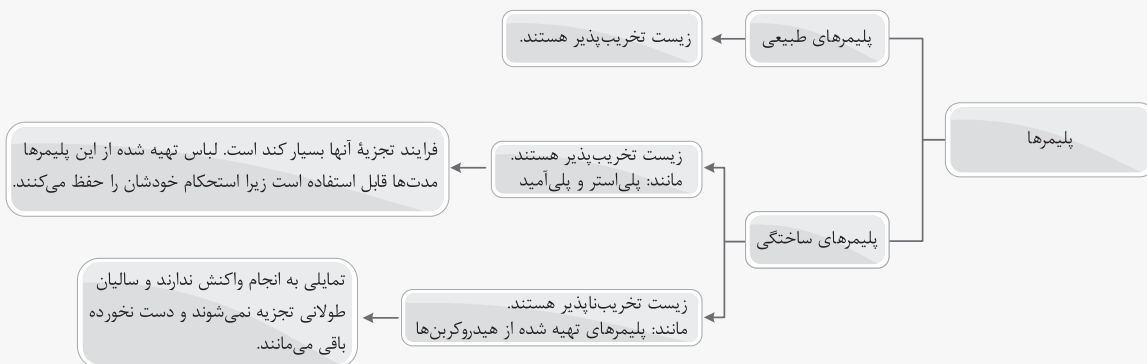 پلیمرها
پلیمرهای طبیعی
زیست تخریب‌پذیر هستند.
پلیمرهای ساختگی
زیست تخریب‌پذیر هستند.
مانند: پلی‌استر و پلی‌آمید
فرایند تجزیهٔ آنها بسیار کند است. لباس تهیه شده از این پلیمرها
مدت‌ها قابل استفاده است زیرا استحکام خودشان را حفظ می‌کنند.
زیست تخریب‌ناپذیر هستند.
مانند: پلیمرهای تهیه شده از هیدروکربن‌ها
تمایلی به انجام واکنش ندارند و سالیان
طولانی تجزیه نمی‌شوند و دست نخورده
باقی می‌مانند.